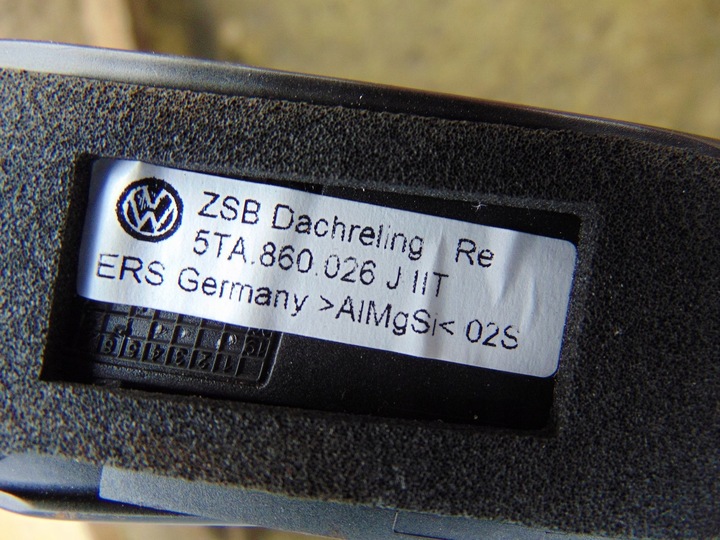 ZSB Dachreling Re
5TA.860.026 J IIT
ERS Germany >AlMgSi< 02S